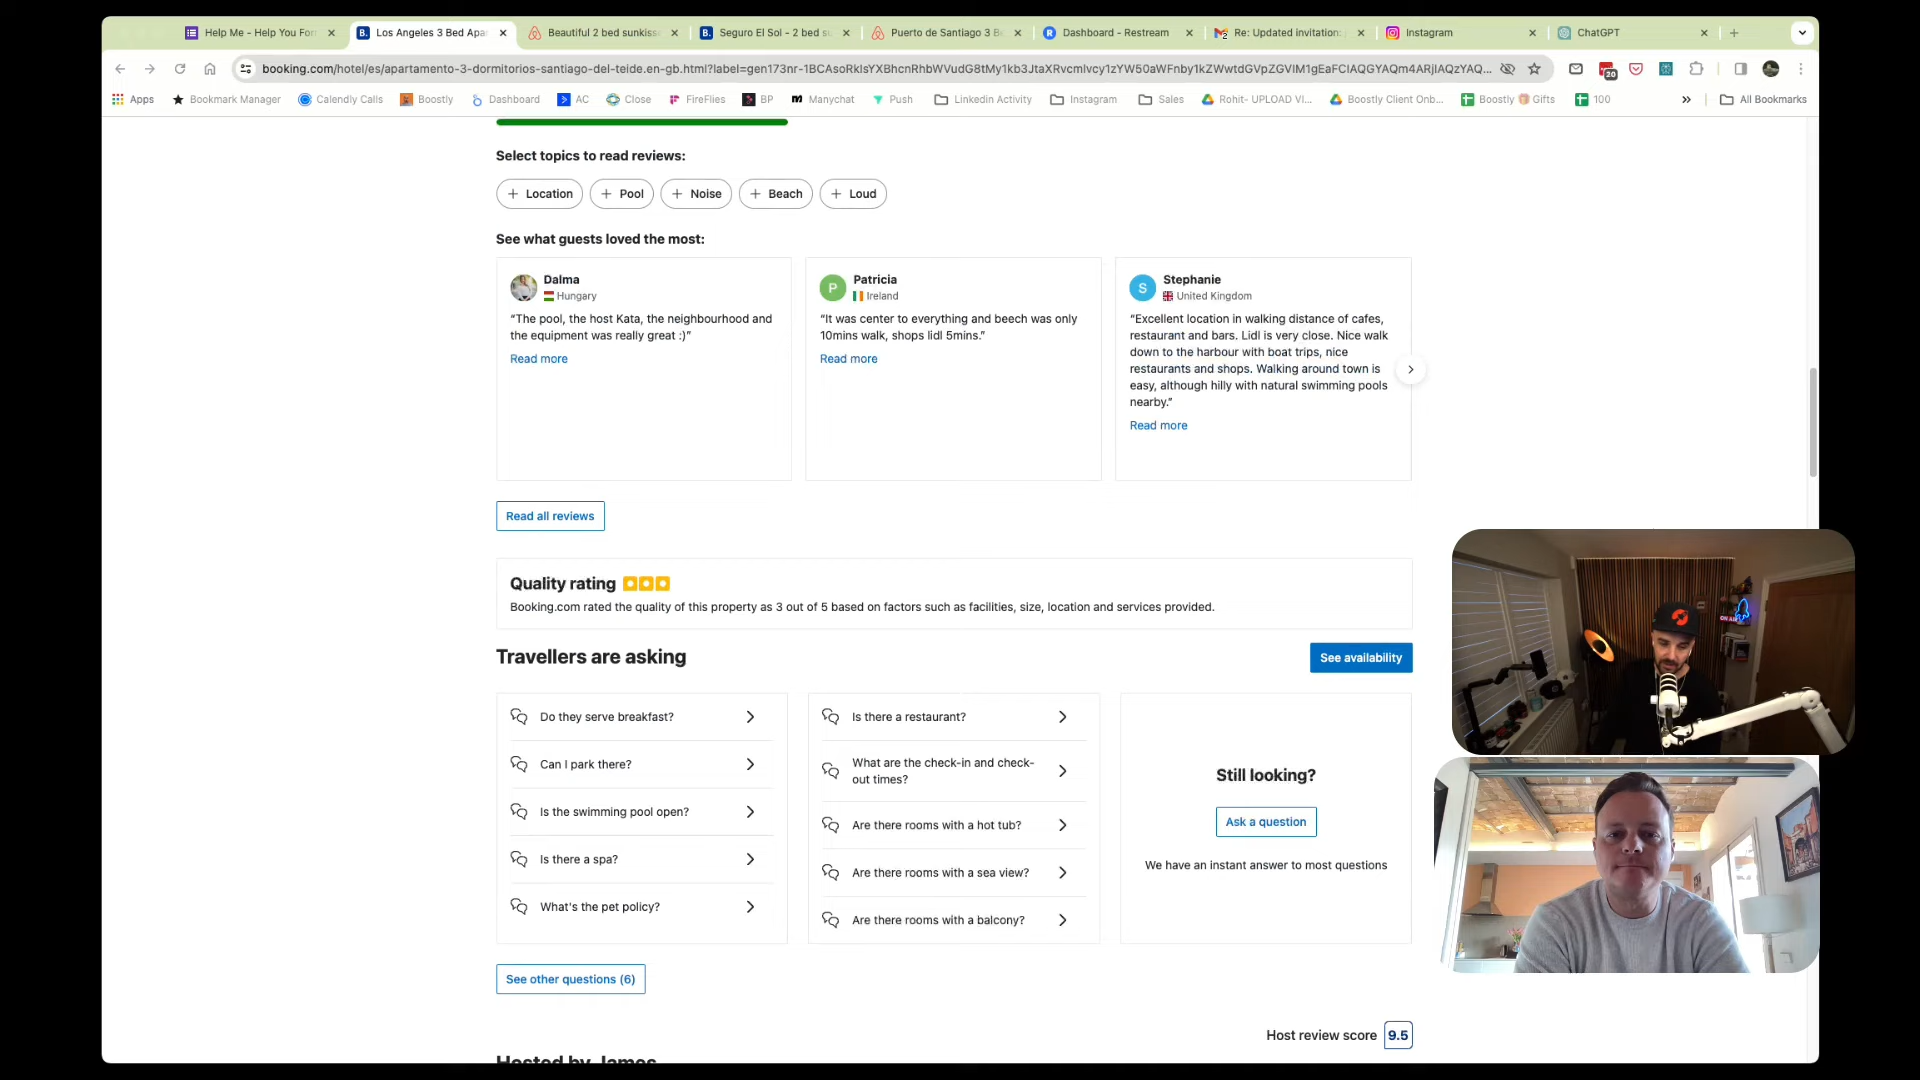 Help Me - Help You For
Los Angeles 3 Bed Apa
Beautiful 2 bed sunkiss
Seguro El Sol - 2 bed s
Puerto de Santiago 3 B
Dashboard - Restream
Re: Updated invitation:
Instagram
ChatGPT
booking.com/hotel/es/apartamento-3-dormitorios-santiago-del-teide.en-gb.html?label=gen173nr-1BCAsoRklsYXBhcnRhbWVudG8tMy1kb3JtaXRvcmlvcy1zYW50aWFnby1kZWwtdGVpZGVIM1gEaFCIAQGYAQm4ARjIAQzYAQ...
20
Apps
Bookmark Manager
Calendly Calls
Boostly
Dashboard
AC
Close
FireFlies
BP
Manychat
Push
Linkedin Activity
Instagram
Sales
Rohit- UPLOAD VI...
Boostly Client Onb...
Boostly Gifts
100
All Bookmarks
Select topics to read reviews:
Location
Pool
Noise
Beach
Loud
See what guests loved the most:
Dalma
Hungary
“The pool, the host Kata, the neighbourhood and
the equipment was really great :)”
Read more
P
Patricia
Ireland
“It was center to everything and beech was only
10mins walk, shops lidl 5mins.”
Read more
S
Stephanie
United Kingdom
“Excellent location in walking distance of cafes,
restaurant and bars. Lidl is very close. Nice walk
down to the harbour with boat trips, nice
restaurants and shops. Walking around town is
easy, although hilly with natural swimming pools
nearby.”
Read more
Read all reviews
Quality rating
Booking.com rated the quality of this property as 3 out of 5 based on factors such as facilities, size, location and services provided.
Travellers are asking
See availability
Do they serve breakfast?
Can I park there?
Is the swimming pool open?
Is there a spa?
What's the pet policy?
Is there a restaurant?
What are the check-in and check-
out times?
Are there rooms with a hot tub?
Are there rooms with a sea view?
Are there rooms with a balcony?
Still looking?
Ask a question
We have an instant answer to most questions
See other questions (6)
Host review score 9.5
Hosted by James
ON A